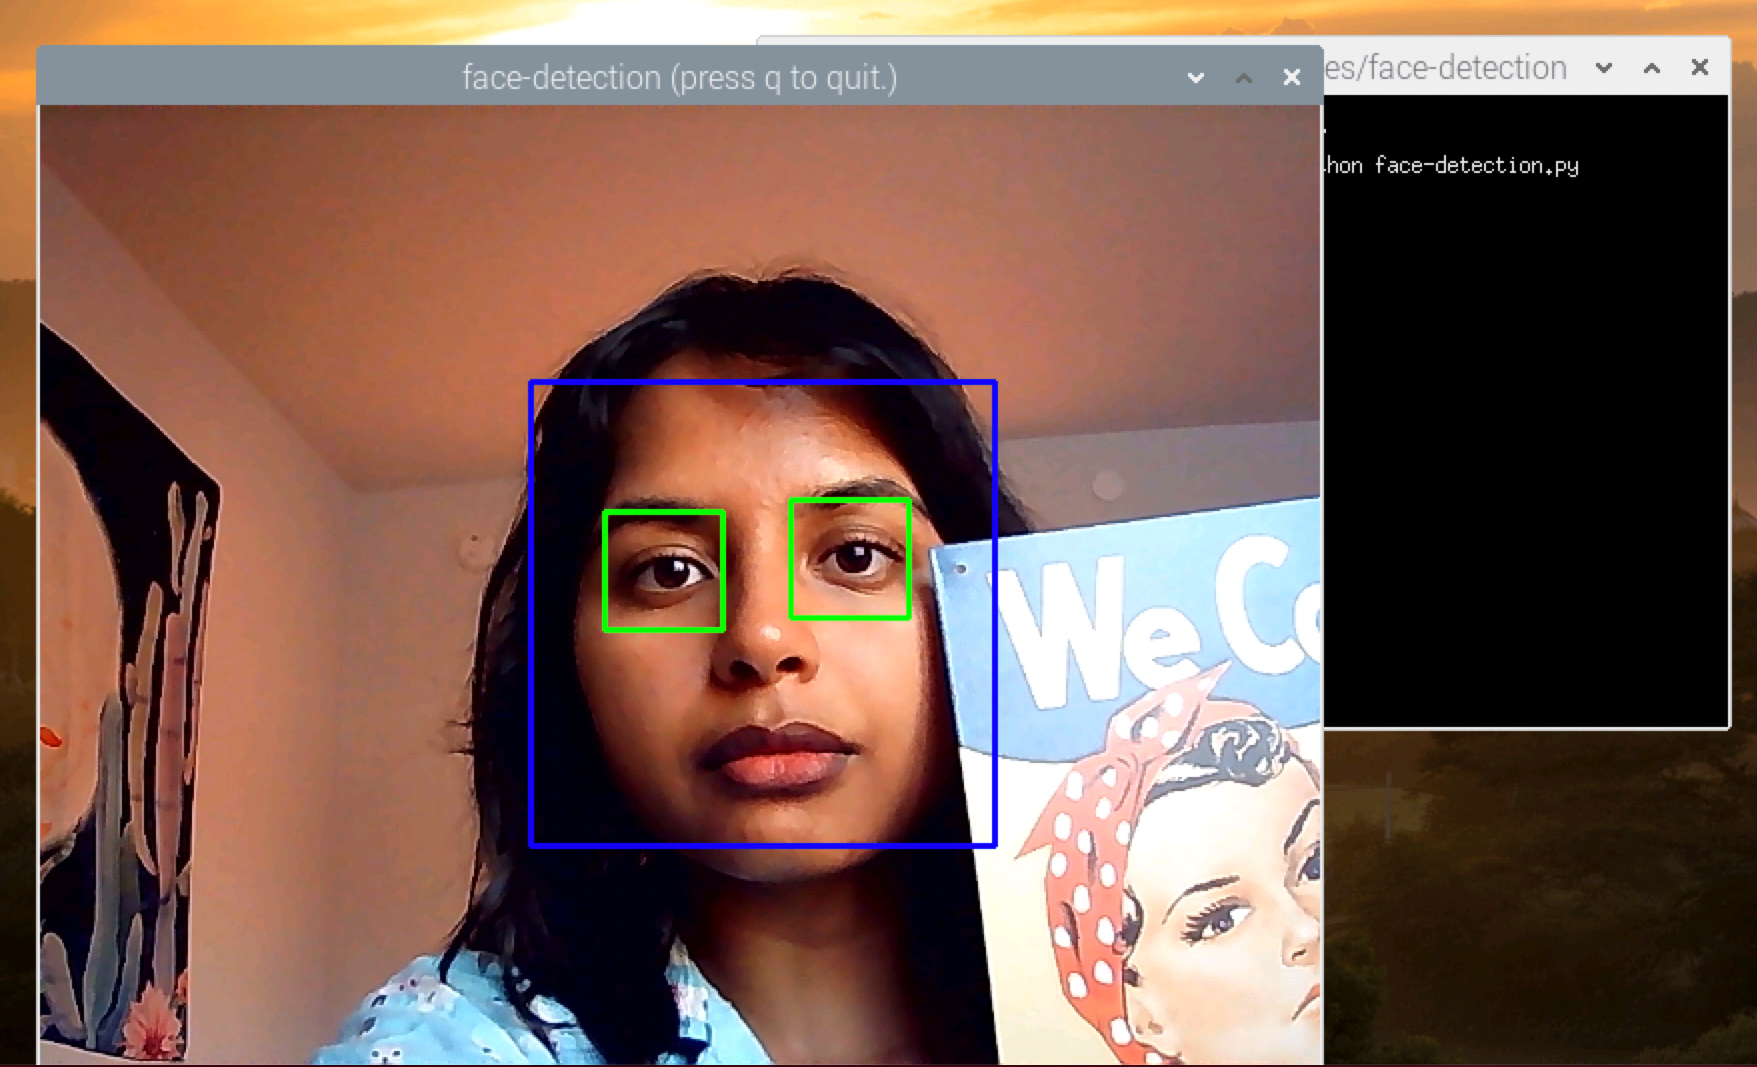 face-detection (press q to quit.)
es/face-detection
hon face-detection.py
We C